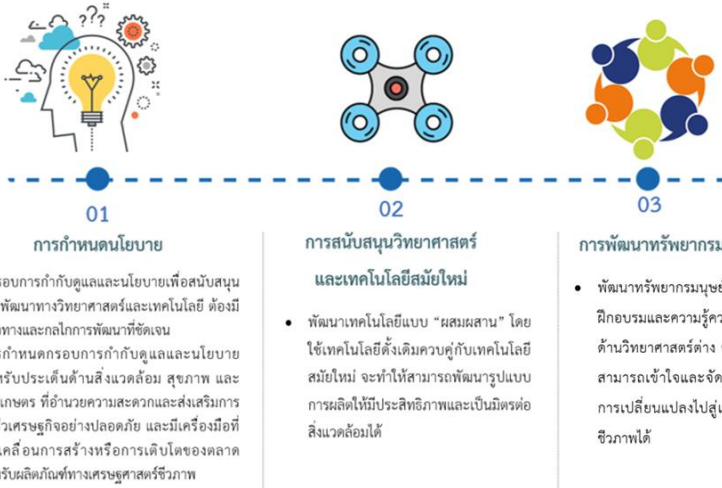 ???
01
การกำหนดนโยบาย
อบการกำกับดูแลและนโยบายเพื่อสนับสนุน
พัฒนาทางวิทยาศาสตร์และเทคโนโลยี ต้องมี
ทางและกลไกการพัฒนาที่ชัดเจน
กำหนดกรอบการกำกับดูแลและนโยบาย
หรับประเด็นด้านสิ่งแวดล้อม สุขภาพ และ
เกษตร ที่อำนวยความสะดวกและส่งเสริมการ
เศรษฐกิจอย่างปลอดภัย และมีเครื่องมือที่
เคลื่อนการสร้างหรือการเติบโตของตลาด
รับผลิตภัณฑ์ทางเศรษฐศาสตร์ชีวภาพ
02
การสนับสนุนวิทยาศาสตร์
และเทคโนโลยีสมัยใหม่
• พัฒนาเทคโนโลยีแบบ “ผสมผสาน” โดย
ใช้เทคโนโลยีดั้งเดิมควบคู่กับเทคโนโลยี
สมัยใหม่ จะทำให้สามารถพัฒนารูปแบบ
การผลิตให้มีประสิทธิภาพและเป็นมิตรต่อ
สิ่งแวดล้อมได้
03
การพัฒนาทรัพยากรม
• พัฒนาทรัพยากรมนุษย์
ฝึกอบรมและความรู้คว
ด้านวิทยาศาสตร์ต่าง
สามารถเข้าใจและจัด
การเปลี่ยนแปลงไปสู่เ
ชีวภาพได้